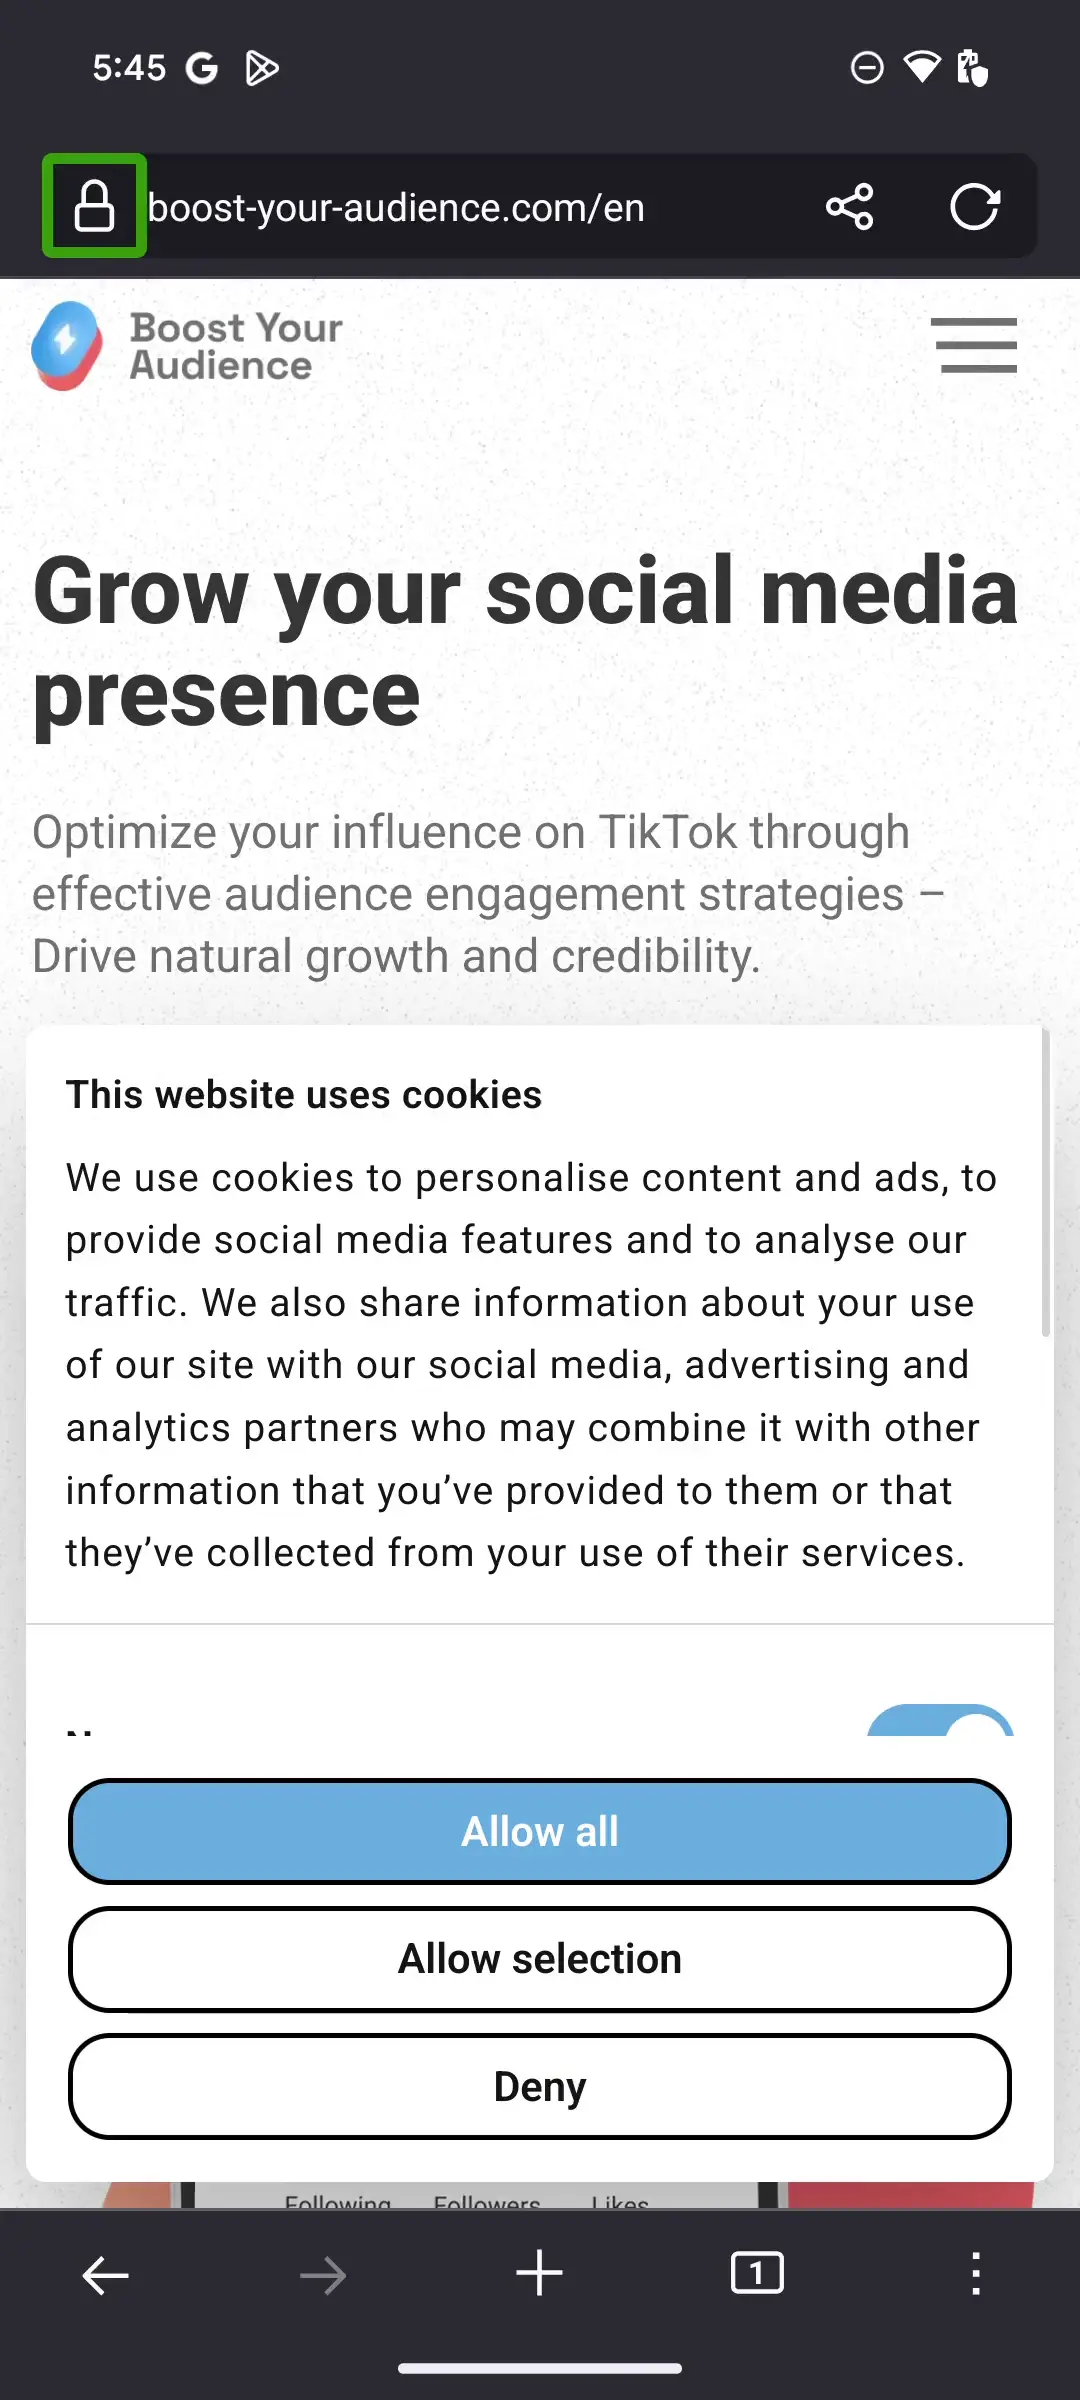 5:45
boost-your-audience.com/en
Boost Your
Audience
Grow your social media
presence
Optimize your influence on TikTok through
effective audience engagement strategies –
Drive natural growth and credibility.
This website uses cookies
We use cookies to personalise content and ads, to
provide social media features and to analyse our
traffic. We also share information about your use
of our site with our social media, advertising and
analytics partners who may combine it with other
information that you’ve provided to them or that
they’ve collected from your use of their services.
Allow all
Allow selection
Deny
Following Followers Likes
1